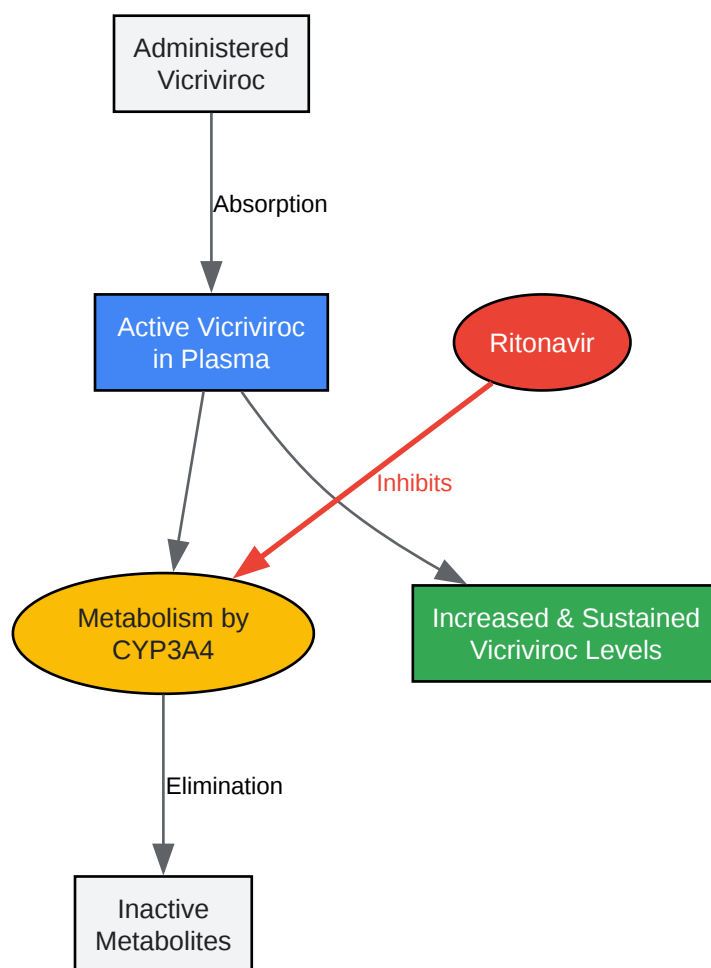 Administered
Vicriviroc
Absorption
Active Vicriviroc
in Plasma
Ritonavir
Inhibits
Metabolism by
CYP3A4
Increased & Sustained
Vicriviroc Levels
Elimination
Inactive
Metabolites